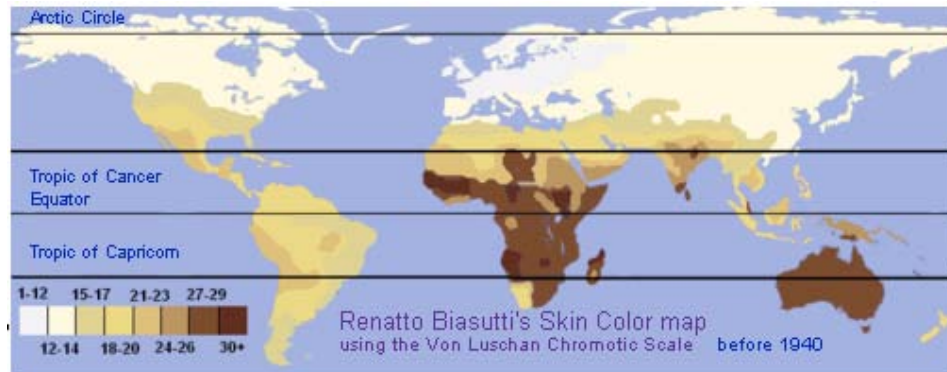 Arctic Circle
Tropic of Cancer
Equator
Tropic of Capricorn
1-12 15-17 21-23 27-29
12-14 18-20 24-26 30+
Renatto Biasutti's Skin Color map
using the Von Luschan Chromotic Scale before 1940